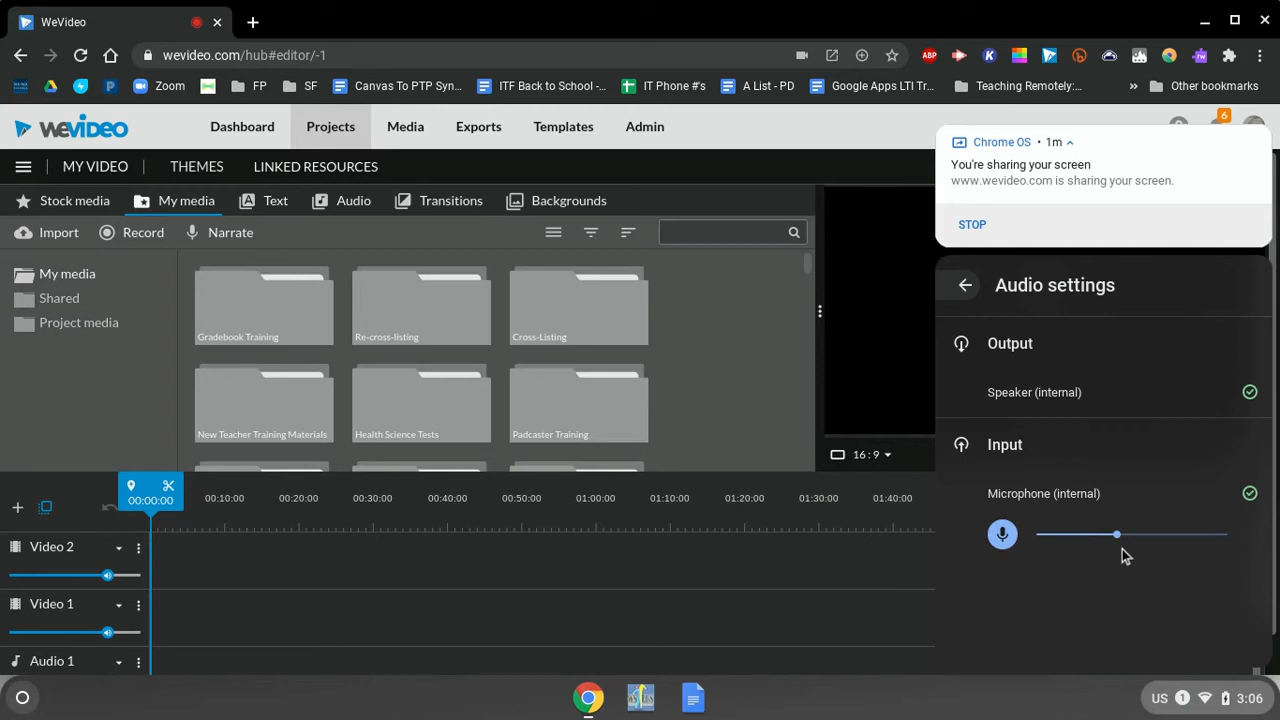 WeVideo
wevideo.com/hub#editor/-1
ABP
Zoom
FP
SF
Canvas To PTP Syn...
ITF Back to School -...
IT Phone #'s
A List - PD
Google Apps LTI Tr...
Teaching Remotely:...
Other bookmarks
wevideo
Dashboard
Projects
Media
Exports
Templates
Admin
6
MY VIDEO
THEMES
LINKED RESOURCES
Stock media
My media
Text
Audio
Transitions
Backgrounds
Import
Record
Narrate
My media
Shared
Project media
Gradebook Training
Re-cross-listing
Cross-Listing
New Teacher Training Materials
Health Science Tests
Padcaster Training
16:9
Chrome OS • 1m
You're sharing your screen
www.wevideo.com is sharing your screen.
STOP
Audio settings
Output
Speaker (internal)
Input
Microphone (internal)
00:00:00
00:10:00
00:20:00
00:30:00
00:40:00
00:50:00
01:00:00
01:10:00
01:20:00
01:30:00
01:40:00
Video 2
Video 1
Audio 1
US
1
3:06